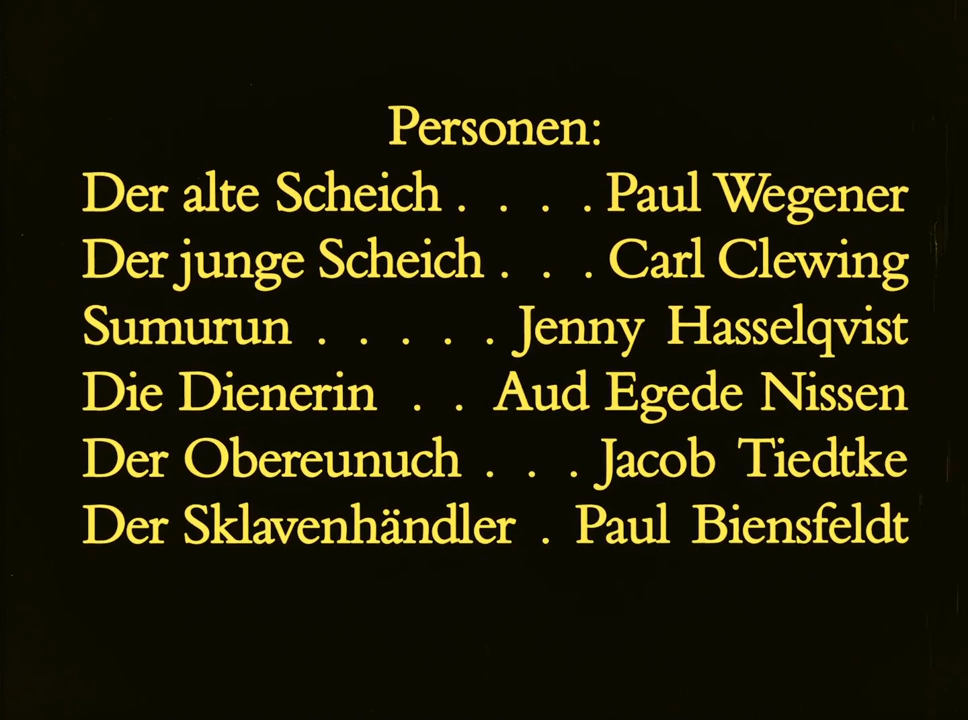 Personen:
Der alte Scheich . . . . Paul Wegener
Der junge Scheich . . . Carl Clewing
Sumurun . . . . . Jenny Hasselqvist
Die Dienerin . . Aud Egede Nissen
Der Obereunuch . . . Jacob Tiedtke
Der Sklavenhändler . Paul Biensfeldt